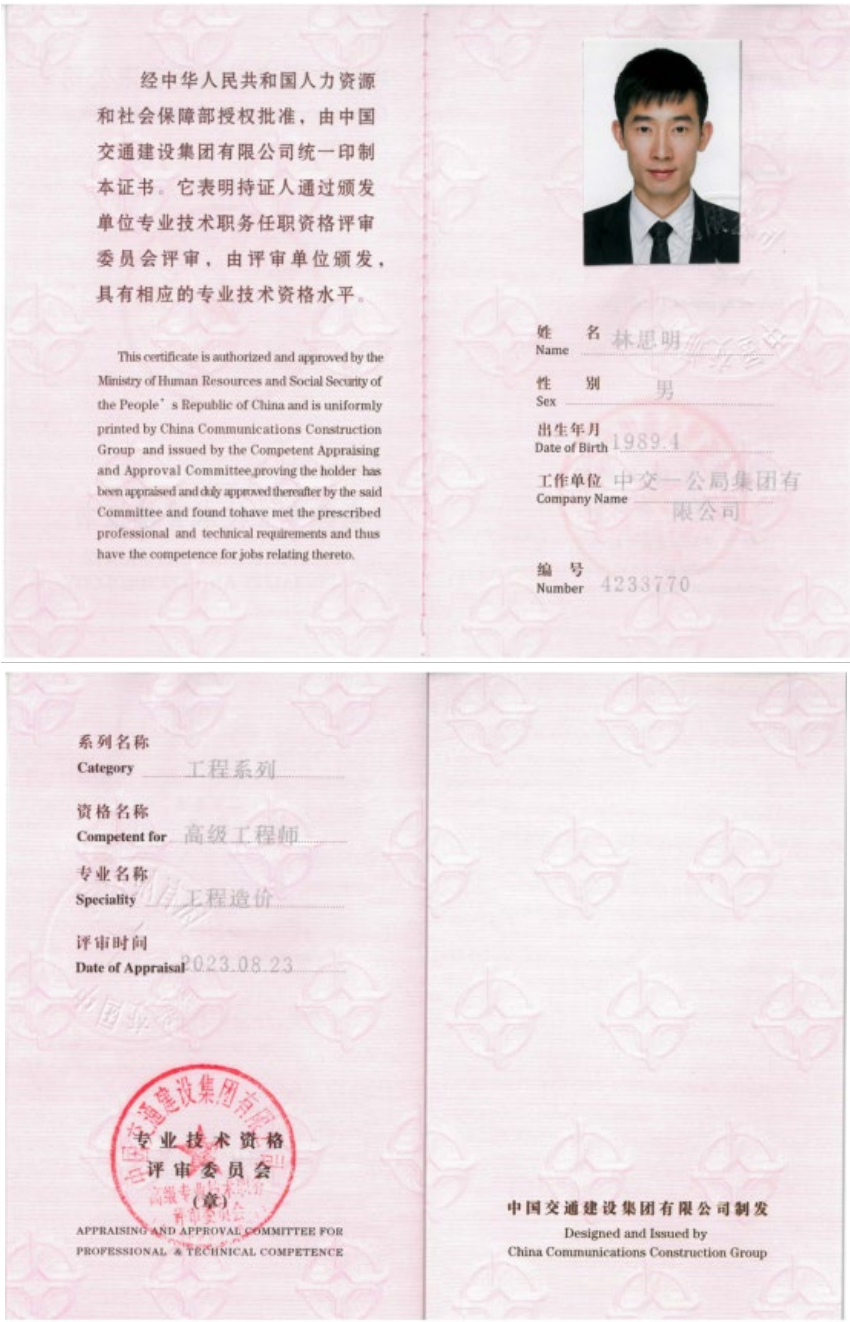 经中华人民共和国人力资源
和社会保障部授权批准，由中国
交通建设集团有限公司统一印制
本证书。它表明持证人通过颁发
单位专业技术职务任职资格评审
委员会评审，由评审单位颁发，
具有相应的专业技术资格水平。
This certificate is authorized and approved by the
Ministry of Human Resources and Social Security of
the People's Republic of China and is uniformly
printed by China Communications Construction
Group and issued by the Competent Appraising
and Approval Committee,proving the holder has
been appraised and duly approved thereafter by the said
Committee and found tohave met the prescribed
professional and technical requirements and thus
have the competence for jobs relating thereto.
姓 名 林思明
Name
性 别 男
Sex
出生年月
Date of Birth 1989.4
工作单位 中交一公局集团有
Company Name 限公司
编 号
Number 4233770
系列名称
Category 工程系列
资格名称
Competent for 高级工程师
专业名称
Speciality 工程造价
评审时间
Date of Appraisal 2023.08.23
中国交通建设集团有限公司
专业技术资格
评审委员会
(章)
APPRAISING AND APPROVAL COMMITTEE FOR
PROFESSIONAL & TECHNICAL COMPETENCE
中国交通建设集团有限公司制发
Designed and Issued by
China Communications Construction Group